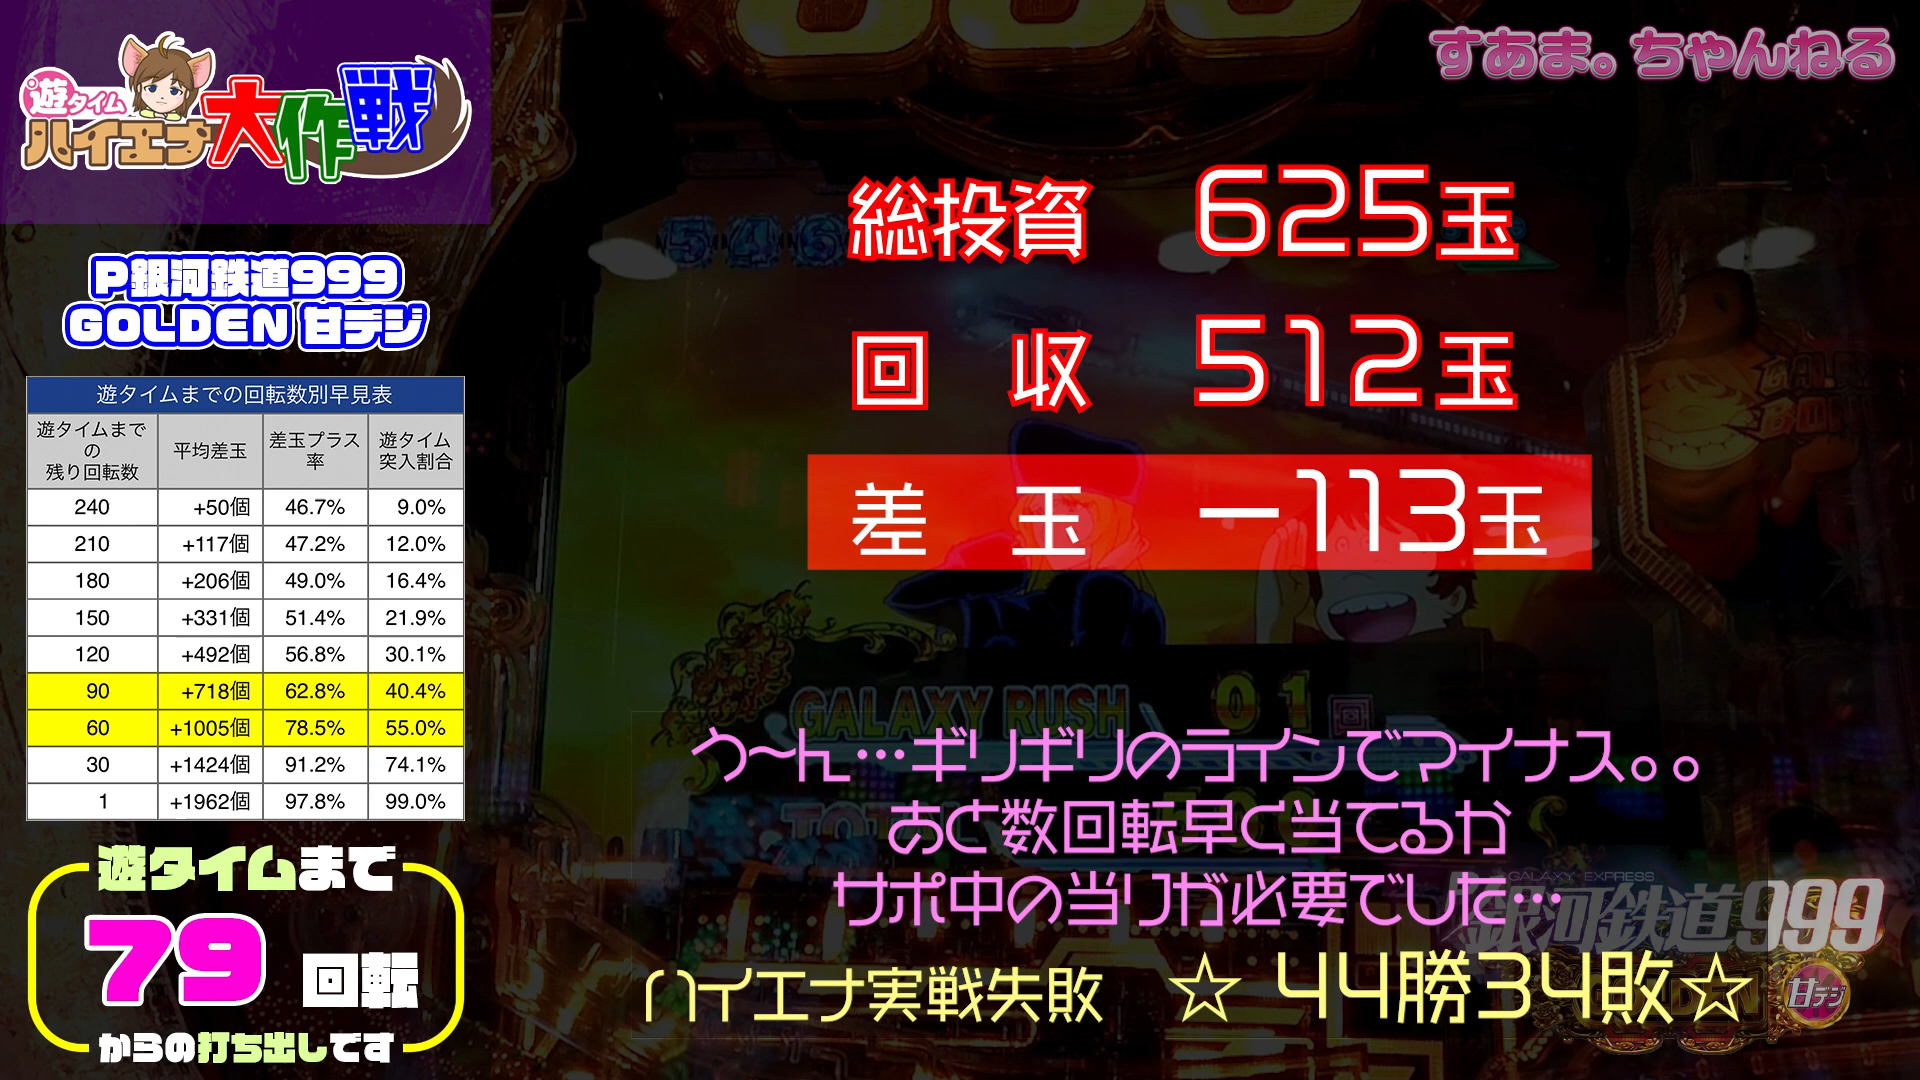 遊タイム
ハイエナ大作戦
すあま。ちゃんねる
P銀河鉄道999
GOLDEN 甘デジ
遊タイムまでの回転数別早見表
遊タイムまでの残り回転数 平均差玉 差玉プラス率 遊タイム突入割合
240 +50個 46.7% 9.0%
210 +117個 47.2% 12.0%
180 +206個 49.0% 16.4%
150 +331個 51.4% 21.9%
120 +492個 56.8% 30.1%
90 +718個 62.8% 40.4%
60 +1005個 78.5% 55.0%
30 +1424個 91.2% 74.1%
1 +1962個 97.8% 99.0%
遊タイムまで
79回転
からの打ち出しです
総投資 625玉
回収 512玉
差玉 ー113玉
GALAXY RUSH 01回
う〜ん…ギリギリのラインでマイナス。。
あと数回転早く当てるか
サポ中の当りが必要でした…
ハイエナ実戦失敗 ☆ 44勝34敗☆
GALAXY EXPRESS
銀河鉄道999
甘デジ